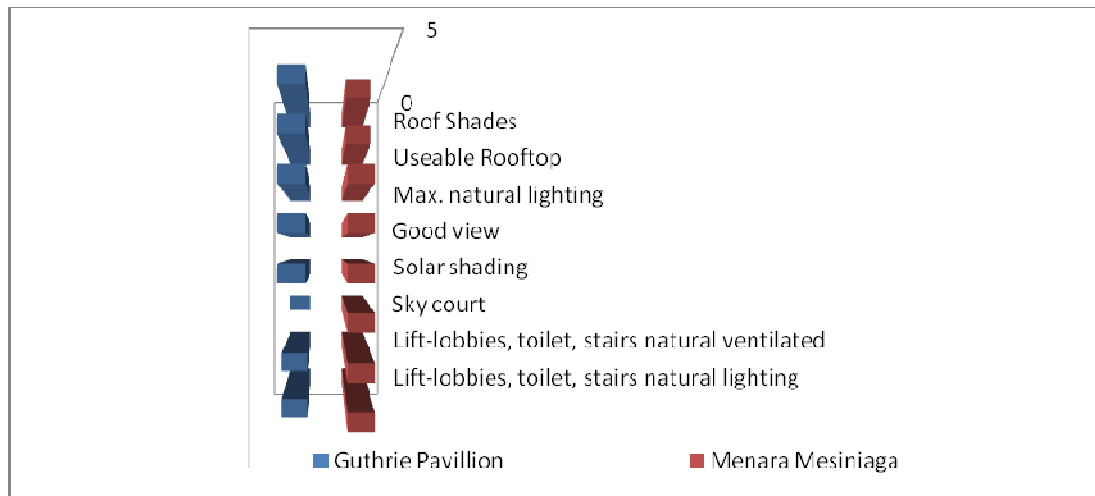 5
0
Roof Shades
Useable Rooftop
Max. natural lighting
Good view
Solar shading
Sky court
Lift-lobbies, toilet, stairs natural ventilated
Lift-lobbies, toilet, stairs natural lighting
Guthrie Pavillion
Menara Mesiniaga